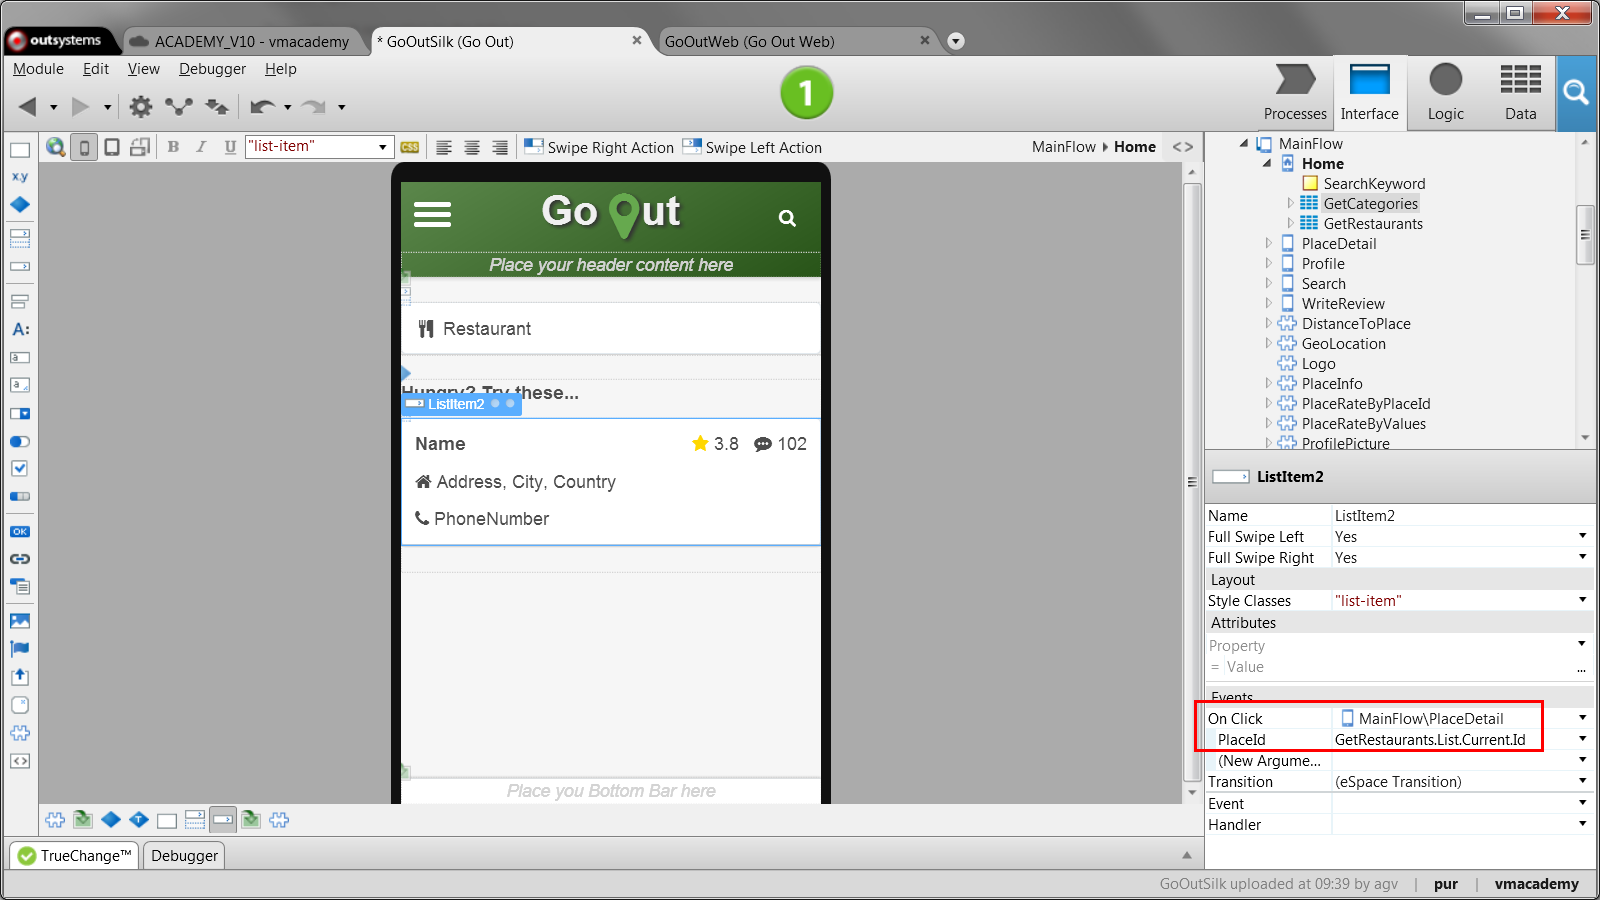 outsystems
ACADEMY_V10 - vmacademy
* GoOutSilk (Go Out)
GoOutWeb (Go Out Web)
Module Edit View Debugger Help
1
Processes Interface Logic Data
"list-item"
CSS
Swipe Right Action
Swipe Left Action
MainFlow Home
Go Out
Place your header content here
Restaurant
Hungry? Try these...
ListItem2
Name
3.8
102
Address, City, Country
PhoneNumber
Place you Bottom Bar here
MainFlow
Home
SearchKeyword
GetCategories
GetRestaurants
PlaceDetail
Profile
Search
WriteReview
DistanceToPlace
GeoLocation
Logo
PlaceInfo
PlaceRateByPlaceId
PlaceRateByValues
ProfilePicture
ListItem2
Name ListItem2
Full Swipe Left Yes
Full Swipe Right Yes
Layout
Style Classes "list-item"
Attributes
Property
= Value ...
Events
On Click MainFlow\PlaceDetail
PlaceId GetRestaurants.List.Current.Id
(New Argume...
Transition (eSpace Transition)
Event
Handler
x.y
A:
OK
TrueChange™
Debugger
GoOutSilk uploaded at 09:39 by agv | pur | vmacademy